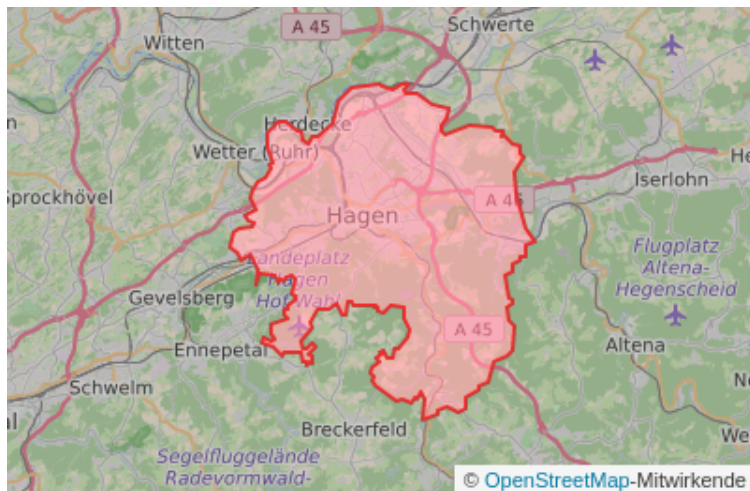 A 45
Schwerte
Witten
Herdecke
Wetter (Ruhr)
Iserlohn
Sprockhövel
A 46
Hagen
Flugplatz
Altena-
Hegenscheid
Landeplatz
Hagen
Hof Wahl
Gevelsberg
A 45
Ennepetal
Altena
Schwelm
Breckerfeld
Segelfluggelände
Radevormwald-
© OpenStreetMap-Mitwirkende